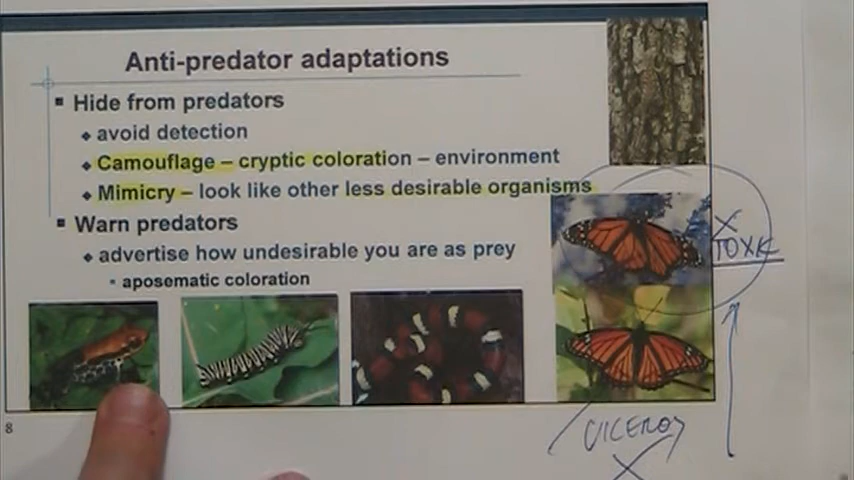 Anti-predator adaptations
▪ Hide from predators
❖ avoid detection
❖ Camouflage – cryptic coloration – environment
❖ Mimicry – look like other less desirable organisms
▪ Warn predators
❖ advertise how undesirable you are as prey
▪ aposematic coloration
X
TOXIC
VICEROY
X
8